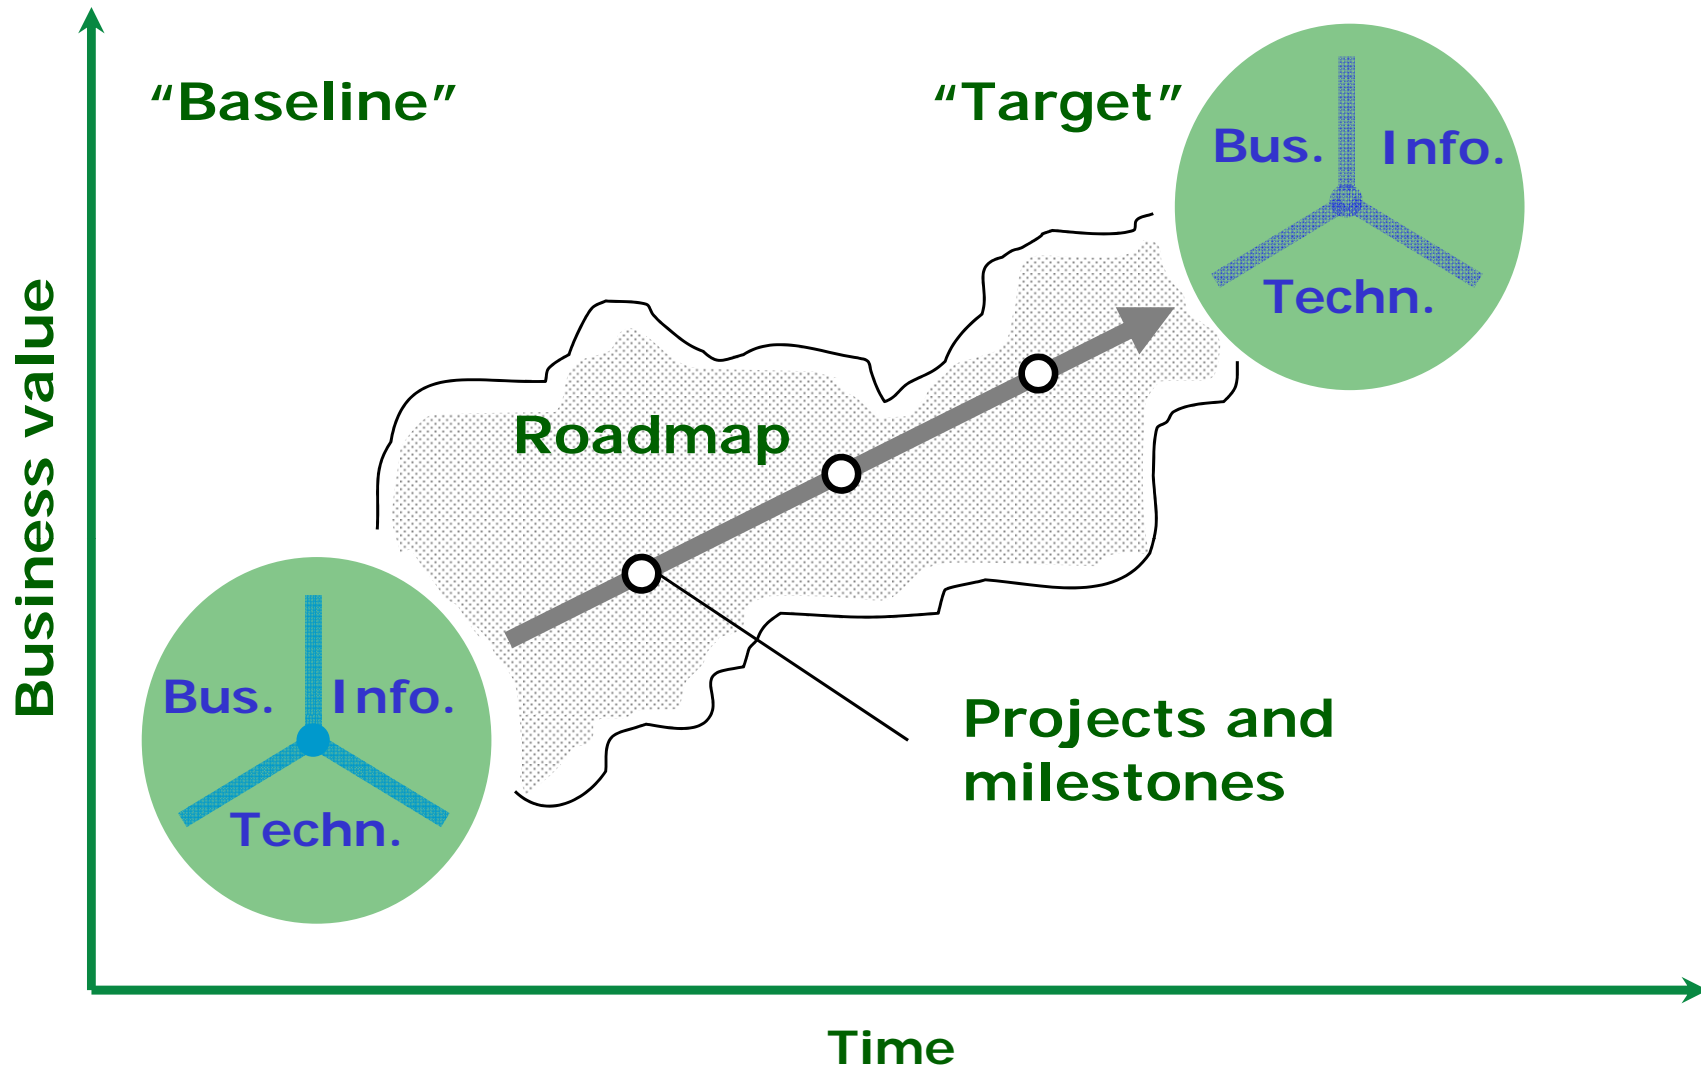 “Baseline”
“Target”
Bus. Info.
Techn.
Business value
Roadmap
Bus. Info.
Techn.
Projects and
milestones
Time